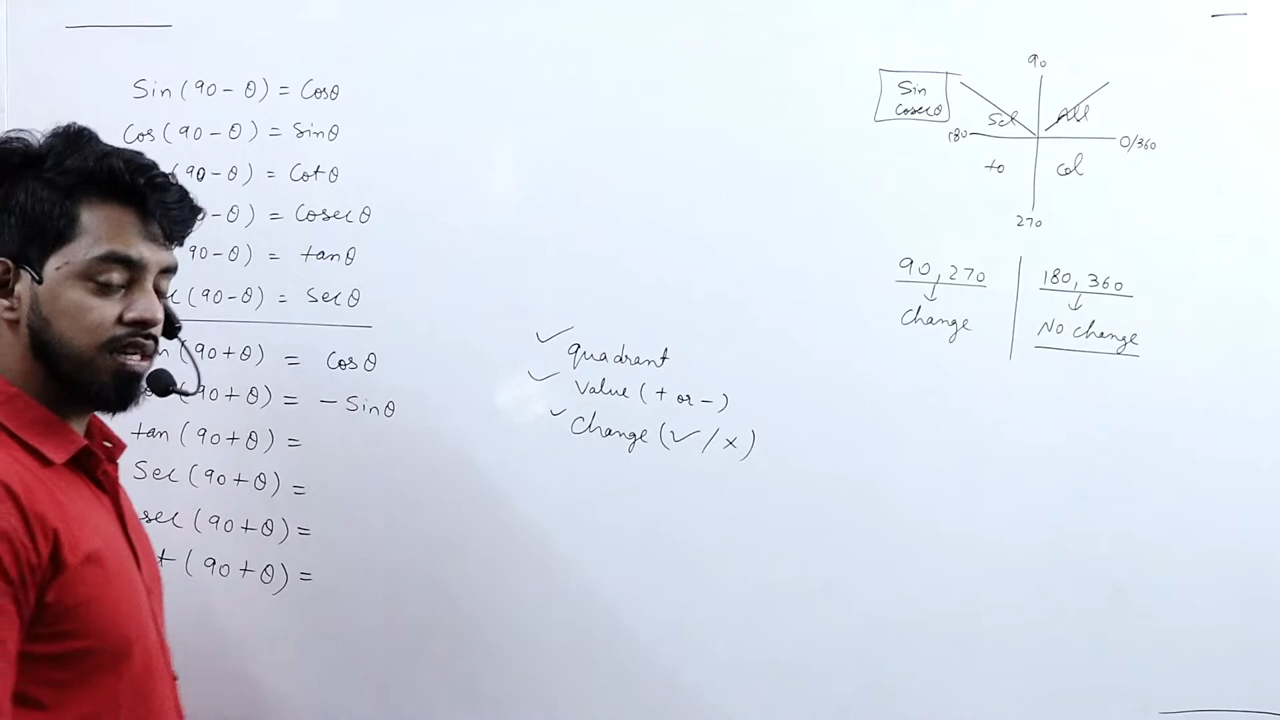 Sin (90 - θ) = Cosθ
Cos (90 - θ) = Sinθ
(90 - θ) = Cotθ
- θ) = Cosecθ
90 - θ) = tanθ
(90 - θ) = Secθ
(90 + θ) = Cosθ
(90 + θ) = - Sinθ
tan (90 + θ) =
Sec (90 + θ) =
sec (90 + θ) =
t (90 + θ) =
quadrant
Value (+ or -)
Change (✓/×)
90
Sin
Cosecθ
All
180
0/360
to
col
270
90, 270
Change
180, 360
No change